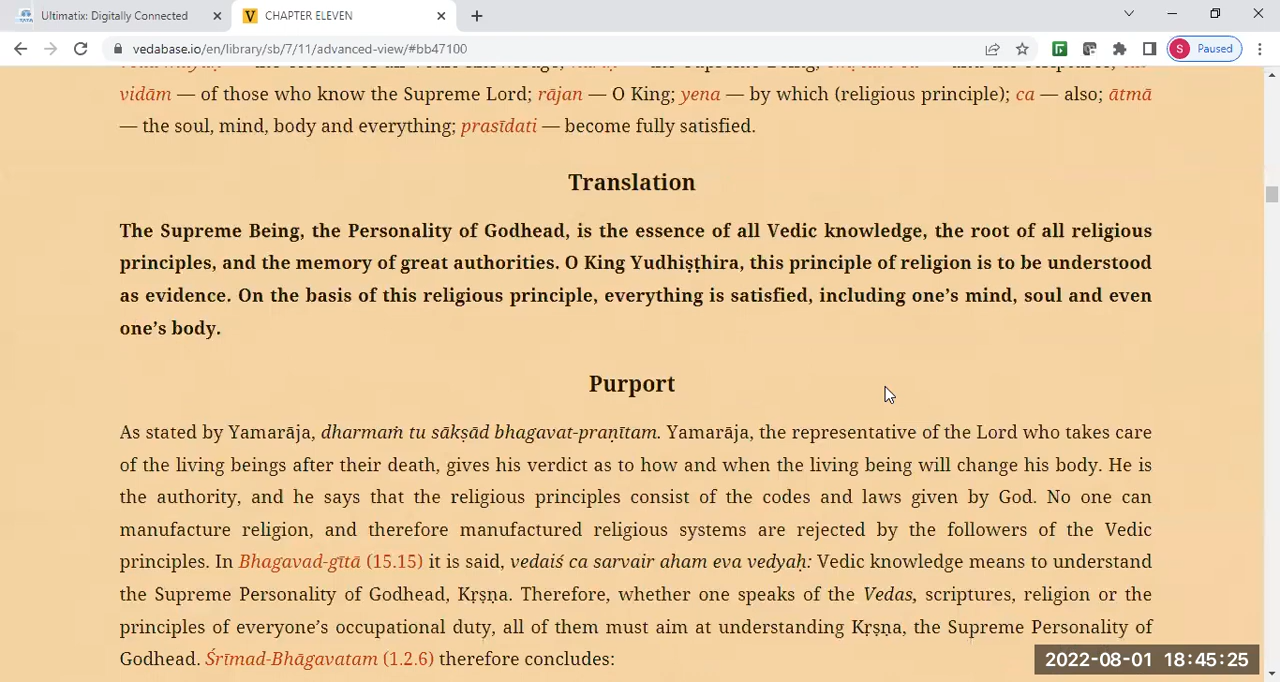 Ultimatix: Digitally Connected
CHAPTER ELEVEN
vedabase.io/en/library/sb/7/11/advanced-view/#bb47100
S Paused
vidām — of those who know the Supreme Lord; rājan — O King; yena — by which (religious principle); ca — also; ātmā
— the soul, mind, body and everything; prasīdati — become fully satisfied.
Translation
The Supreme Being, the Personality of Godhead, is the essence of all Vedic knowledge, the root of all religious
principles, and the memory of great authorities. O King Yudhiṣṭhira, this principle of religion is to be understood
as evidence. On the basis of this religious principle, everything is satisfied, including one’s mind, soul and even
one’s body.
Purport
As stated by Yamarāja, dharmaṁ tu sākṣād bhagavat-praṇītam. Yamarāja, the representative of the Lord who takes care
of the living beings after their death, gives his verdict as to how and when the living being will change his body. He is
the authority, and he says that the religious principles consist of the codes and laws given by God. No one can
manufacture religion, and therefore manufactured religious systems are rejected by the followers of the Vedic
principles. In Bhagavad-gītā (15.15) it is said, vedaiś ca sarvair aham eva vedyaḥ: Vedic knowledge means to understand
the Supreme Personality of Godhead, Kṛṣṇa. Therefore, whether one speaks of the Vedas, scriptures, religion or the
principles of everyone’s occupational duty, all of them must aim at understanding Kṛṣṇa, the Supreme Personality of
Godhead. Śrīmad-Bhāgavatam (1.2.6) therefore concludes:
2022-08-01 18:45:25